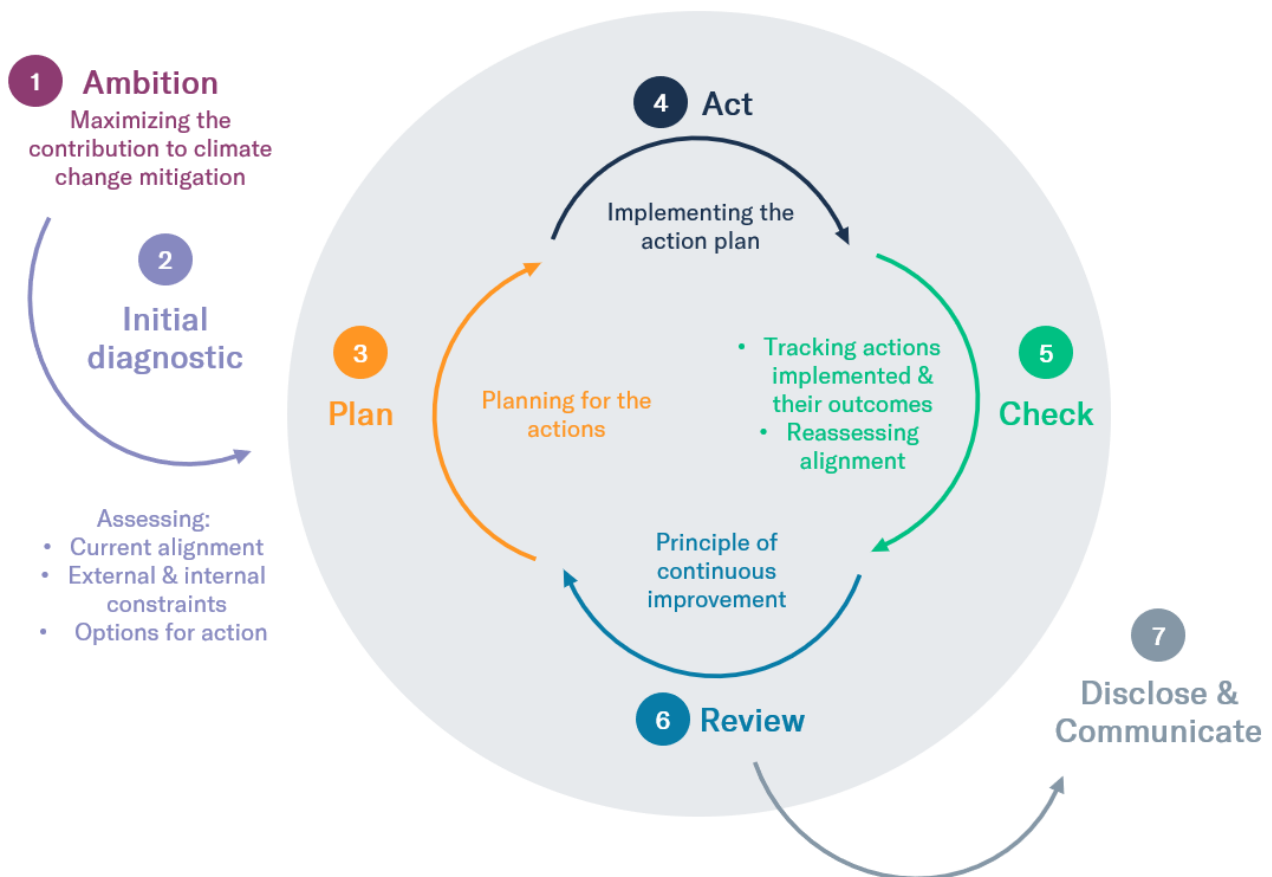 1 Ambition
Maximizing the
contribution to climate
change mitigation
2
Initial
diagnostic
Assessing:
• Current alignment
• External & internal
constraints
• Options for action
3
Plan
Planning for the
actions
4 Act
Implementing the
action plan
5
Check
• Tracking actions
implemented &
their outcomes
• Reassessing
alignment
6 Review
Principle of
continuous
improvement
7
Disclose &
Communicate